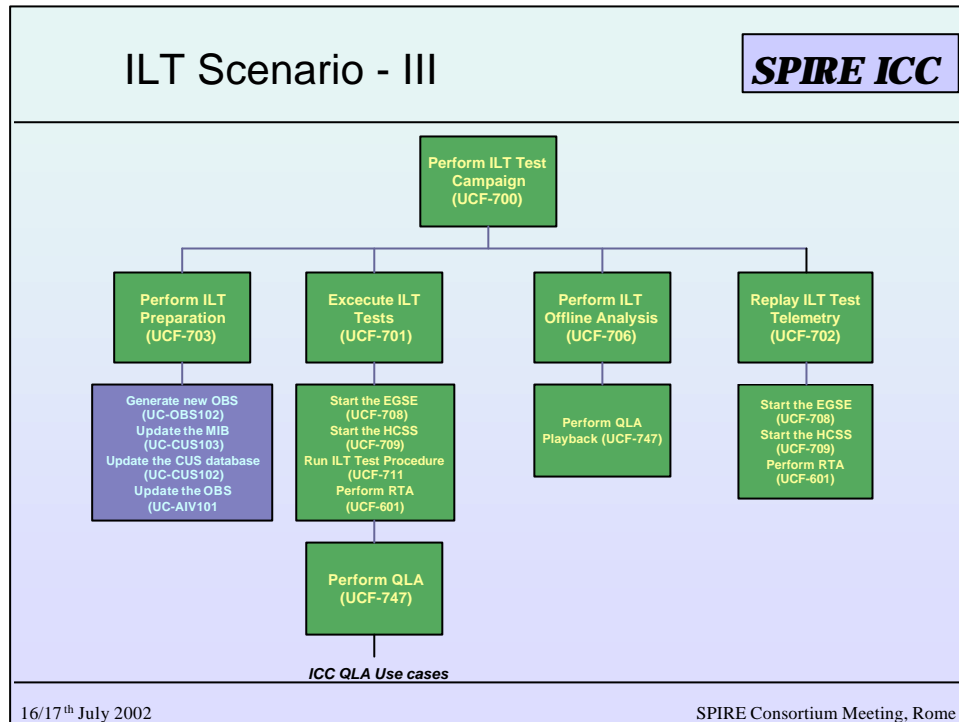 ILT Scenario - III
SPIRE ICC
Perform ILT Test
Campaign
(UCF-700)
Perform ILT
Preparation
(UCF-703)
Excecute ILT
Tests
(UCF-701)
Perform ILT
Offline Analysis
(UCF-706)
Replay ILT Test
Telemetry
(UCF-702)
Generate new OBS
(UC-OBS102)
Update the MIB
(UC-CUS103)
Update the CUS database
(UC-CUS102)
Update the OBS
(UC-AIV101
Start the EGSE
(UCF-708)
Start the HCSS
(UCF-709)
Run ILT Test Procedure
(UCF-711
Perform RTA
(UCF-601)
Perform QLA
Playback (UCF-747)
Start the EGSE
(UCF-708)
Start the HCSS
(UCF-709)
Perform RTA
(UCF-601)
Perform QLA
(UCF-747)
ICC QLA Use cases
16/17th July 2002
SPIRE Consortium Meeting, Rome